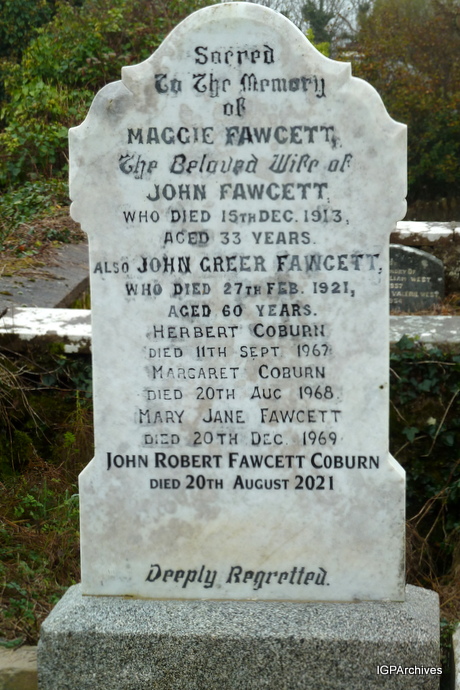 Sacred
To The Memory
of
MAGGIE FAWCETT,
The Beloved Wife of
JOHN FAWCETT,
WHO DIED 15TH DEC. 1913,
AGED 33 YEARS.
ALSO JOHN GREER FAWCETT,
WHO DIED 27TH FEB. 1921,
AGED 60 YEARS.
HERBERT COBURN
DIED 11TH SEPT 1967
MARGARET COBURN
DIED 20TH AUG 1968
MARY JANE FAWCETT
DIED 20TH DEC. 1969
JOHN ROBERT FAWCETT COBURN
DIED 20TH AUGUST 2021
Deeply Regretted.
WEST
WEST
IGPArchives